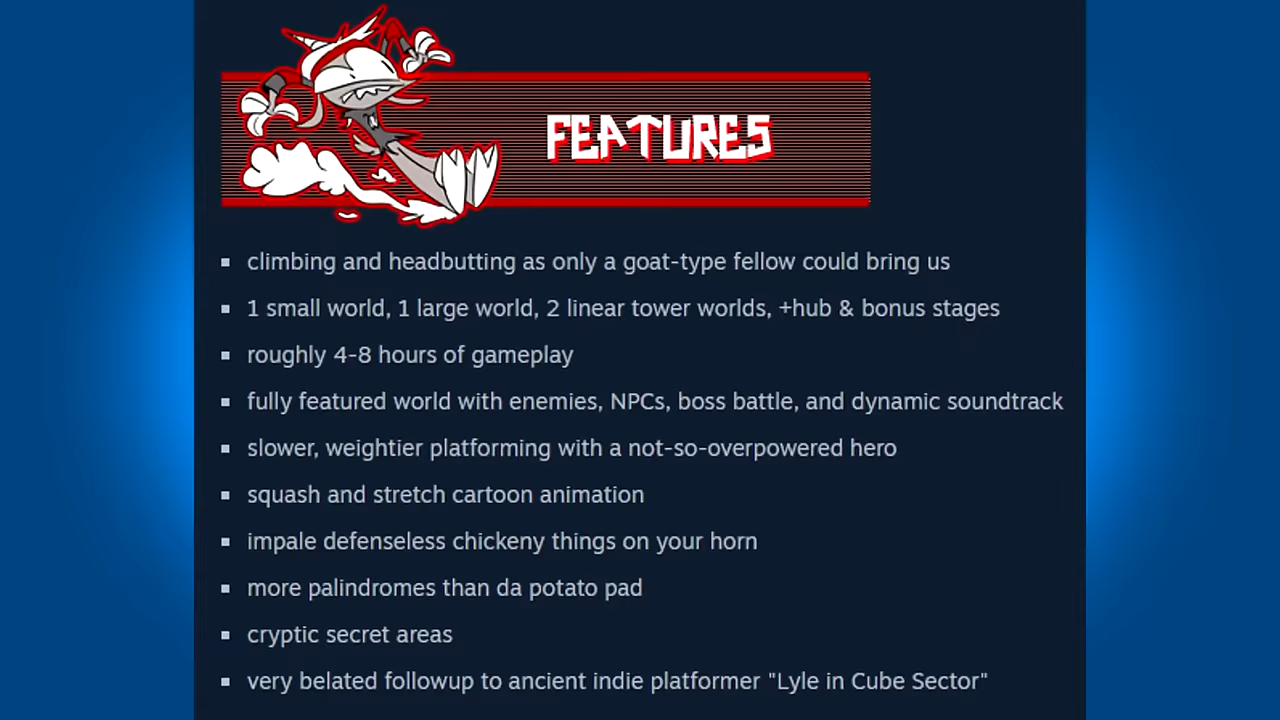 FEATURES
climbing and headbutting as only a goat-type fellow could bring us
1 small world, 1 large world, 2 linear tower worlds, +hub & bonus stages
roughly 4-8 hours of gameplay
fully featured world with enemies, NPCs, boss battle, and dynamic soundtrack
slower, weightier platforming with a not-so-overpowered hero
squash and stretch cartoon animation
impale defenseless chickeny things on your horn
more palindromes than da potato pad
cryptic secret areas
very belated followup to ancient indie platformer "Lyle in Cube Sector"